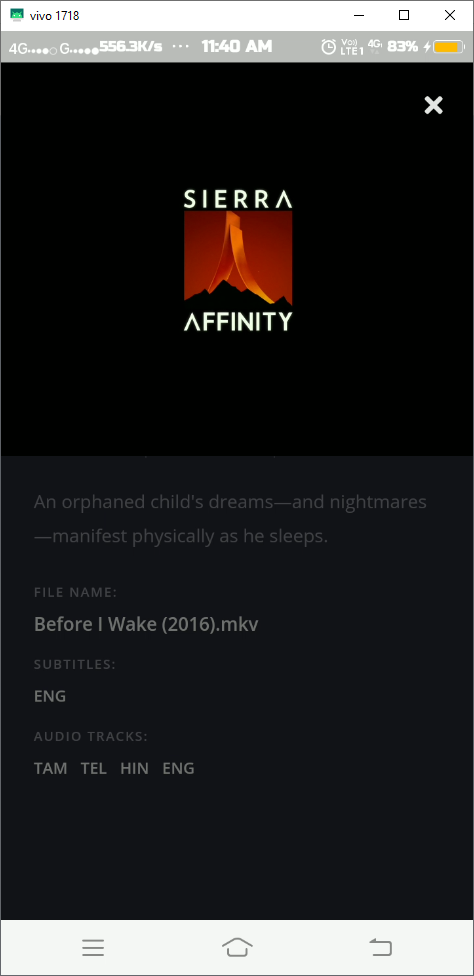 vivo 1718
4G G 556.3K/s ··· 11:40 AM Vo)) LTE1 4G 83%
SIERRA
AFFINITY
An orphaned child's dreams—and nightmares
—manifest physically as he sleeps.
FILE NAME:
Before I Wake (2016).mkv
SUBTITLES:
ENG
AUDIO TRACKS:
TAM TEL HIN ENG